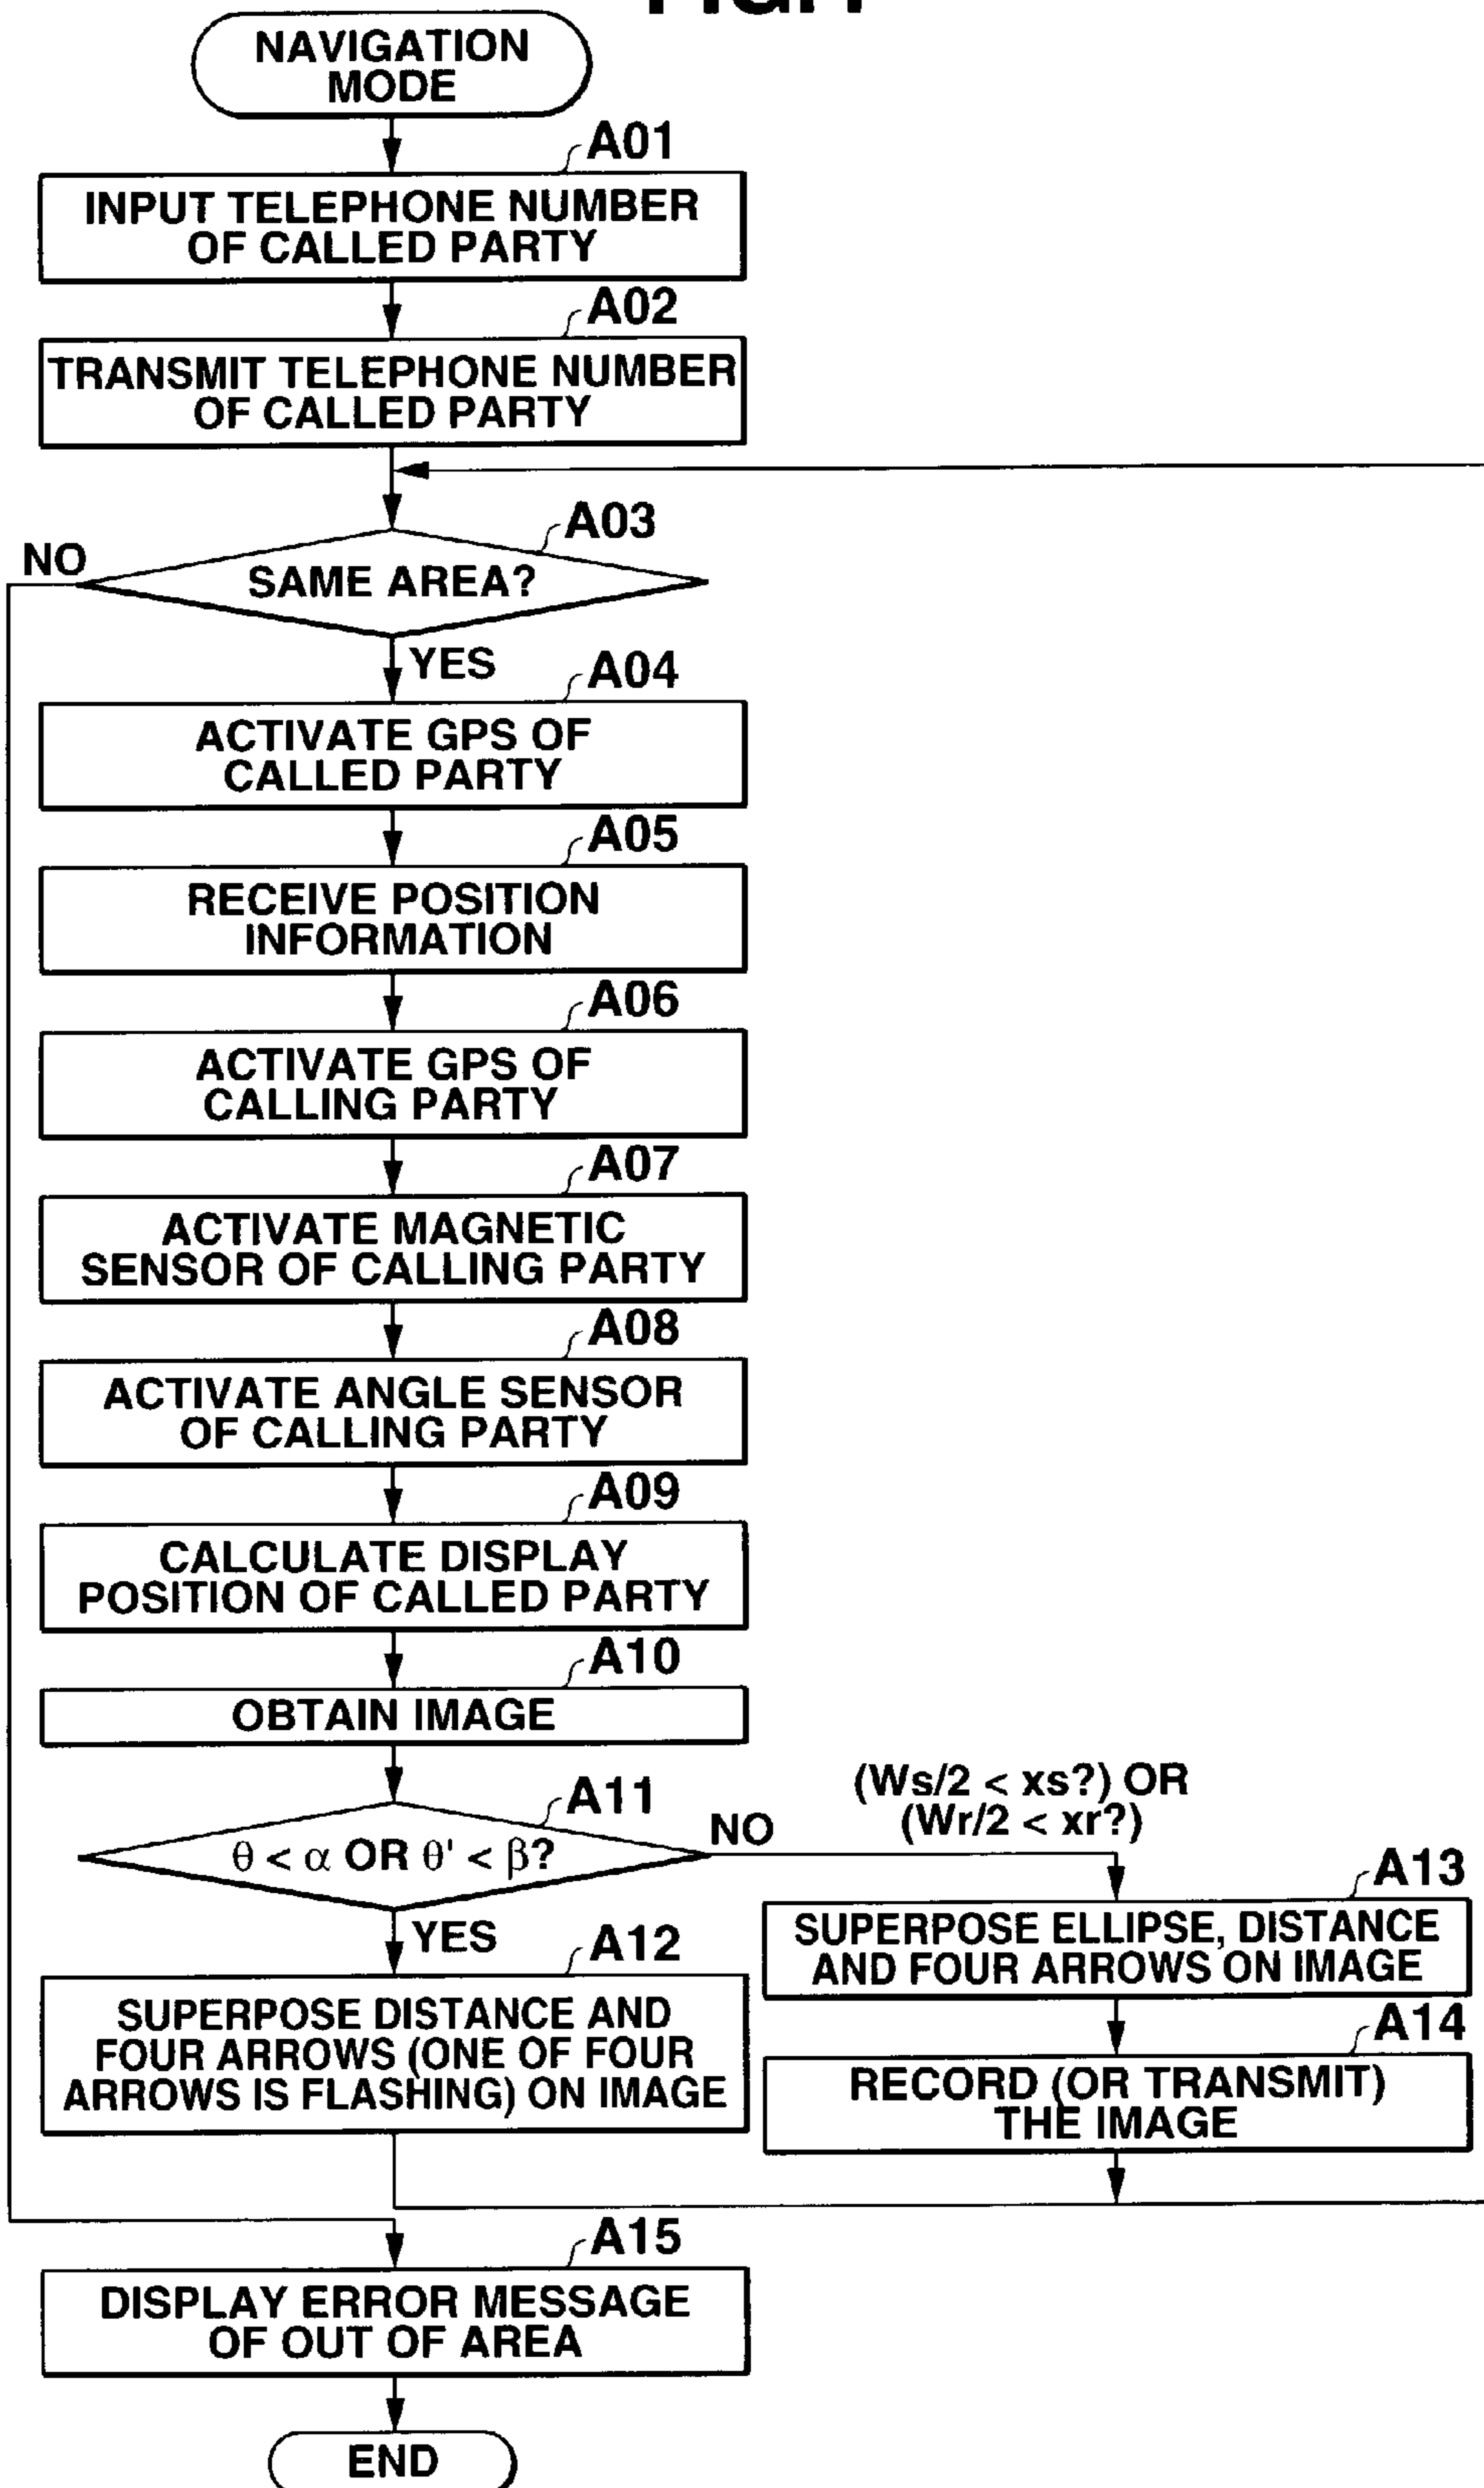 NAVIGATION
MODE
A01
INPUT TELEPHONE NUMBER
OF CALLED PARTY
A02
TRANSMIT TELEPHONE NUMBER
OF CALLED PARTY
A03
NO
SAME AREA?
YES
A04
ACTIVATE GPS OF
CALLED PARTY
A05
RECEIVE POSITION
INFORMATION
A06
ACTIVATE GPS OF
CALLING PARTY
A07
ACTIVATE MAGNETIC
SENSOR OF CALLING PARTY
A08
ACTIVATE ANGLE SENSOR
OF CALLING PARTY
A09
CALCULATE DISPLAY
POSITION OF CALLED PARTY
A10
OBTAIN IMAGE
A11
θ < α OR θ' < β?
NO
(Ws/2 < xs?) OR
(Wr/2 < xr?)
YES
A12
SUPERPOSE DISTANCE AND
FOUR ARROWS (ONE OF FOUR
ARROWS IS FLASHING) ON IMAGE
A13
SUPERPOSE ELLIPSE, DISTANCE
AND FOUR ARROWS ON IMAGE
A14
RECORD (OR TRANSMIT)
THE IMAGE
A15
DISPLAY ERROR MESSAGE
OF OUT OF AREA
END